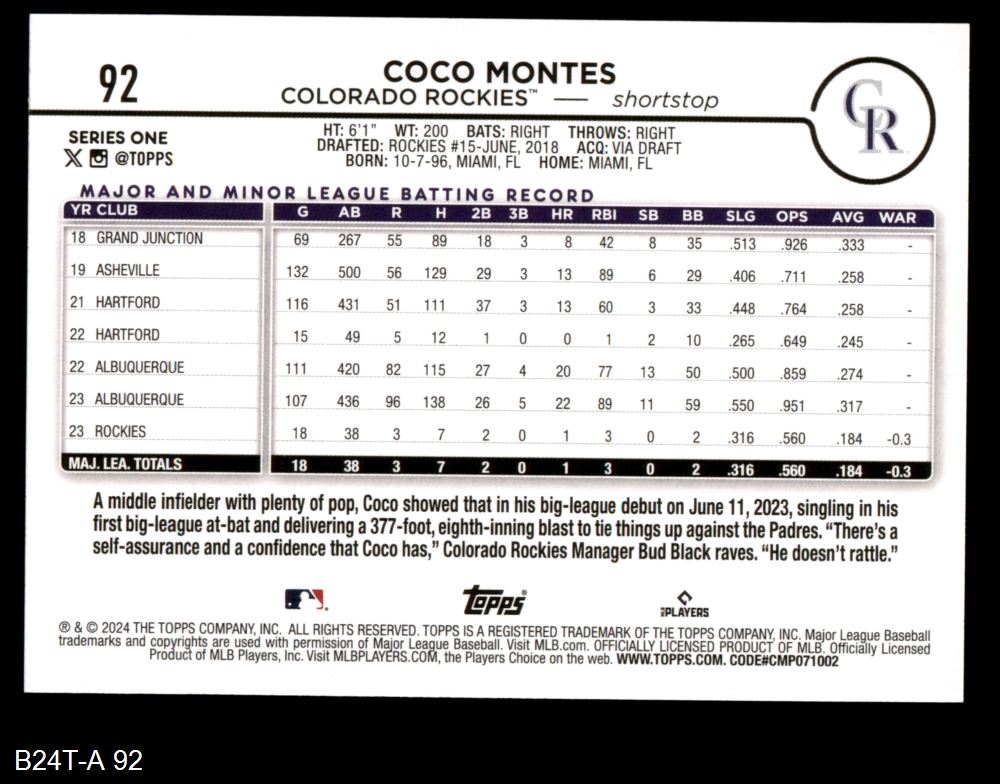 92
COCO MONTES
COLORADO ROCKIES™ — shortstop
CR
SERIES ONE
@TOPPS
HT: 6'1" WT: 200 BATS: RIGHT THROWS: RIGHT
DRAFTED: ROCKIES #15-JUNE, 2018 ACQ: VIA DRAFT
BORN: 10-7-96, MIAMI, FL HOME: MIAMI, FL
MAJOR AND MINOR LEAGUE BATTING RECORD
YR CLUB G AB R H 2B 3B HR RBI SB BB SLG OPS AVG WAR
18 GRAND JUNCTION 69 267 55 89 18 3 8 42 8 35 .513 .926 .333 -
19 ASHEVILLE 132 500 56 129 29 3 13 89 6 29 .406 .711 .258 -
21 HARTFORD 116 431 51 111 37 3 13 60 3 33 .448 .764 .258 -
22 HARTFORD 15 49 5 12 1 0 0 1 2 10 .265 .649 .245 -
22 ALBUQUERQUE 111 420 82 115 27 4 20 77 13 50 .500 .859 .274 -
23 ALBUQUERQUE 107 436 96 138 26 5 22 89 11 59 .550 .951 .317 -
23 ROCKIES 18 38 3 7 2 0 1 3 0 2 .316 .560 .184 -0.3
MAJ. LEA. TOTALS 18 38 3 7 2 0 1 3 0 2 .316 .560 .184 -0.3
A middle infielder with plenty of pop, Coco showed that in his big-league debut on June 11, 2023, singling in his
first big-league at-bat and delivering a 377-foot, eighth-inning blast to tie things up against the Padres. “There's a
self-assurance and a confidence that Coco has,” Colorado Rockies Manager Bud Black raves. “He doesn't rattle.”
Topps®
MLB PLAYERS
® & © 2024 THE TOPPS COMPANY, INC. ALL RIGHTS RESERVED. TOPPS IS A REGISTERED TRADEMARK OF THE TOPPS COMPANY, INC. Major League Baseball
trademarks and copyrights are used with permission of Major League Baseball. Visit MLB.com. OFFICIALLY LICENSED PRODUCT OF MLB. Officially Licensed
Product of MLB Players, Inc. Visit MLBPLAYERS.COM, the Players Choice on the web. WWW.TOPPS.COM. CODE#CMP071002
B24T-A 92